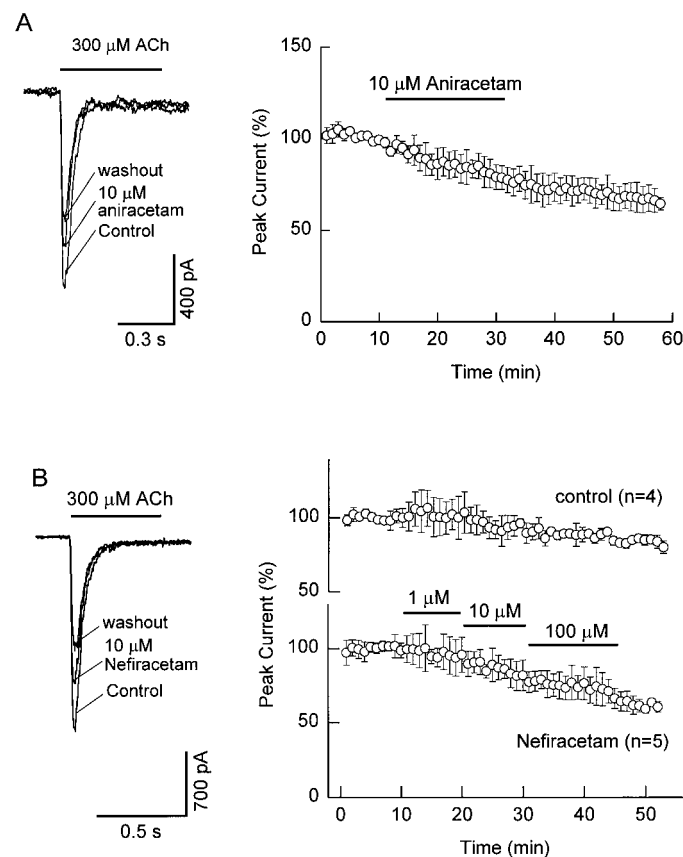 A
300 μM ACh
washout
10 μM
aniracetam
Control
400 pA
0.3 s
150
100
50
0
Peak Current (%)
10 μM Aniracetam
0 10 20 30 40 50 60
Time (min)
B
300 μM ACh
washout
10 μM
Nefiracetam
Control
700 pA
0.5 s
control (n=4)
100
50
Peak Current (%)
1 μM
10 μM
100 μM
100
50
0
Nefiracetam (n=5)
0 10 20 30 40 50
Time (min)